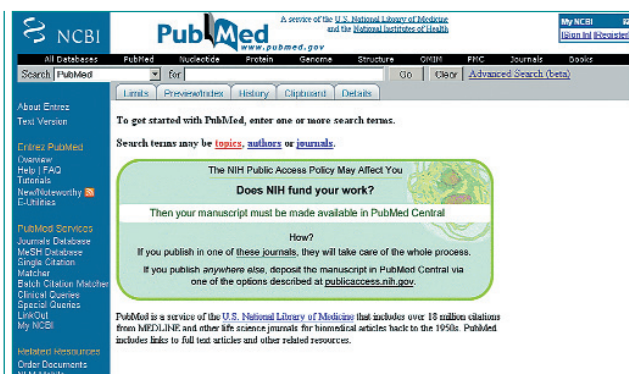 NCBI
PubMed
www.pubmed.gov
A service of the U.S. National Library of Medicine
and the National Institutes of Health
My NCBI
[Sign In] [Register]
All Databases PubMed Nucleotide Protein Genome Structure OMIM PMC Journals Books
Search PubMed for Go Clear Advanced Search (beta)
Limits Preview/Index History Clipboard Details
About Entrez
Text Version
Entrez PubMed
Overview
Help | FAQ
Tutorials
New/Noteworthy
E-Utilities
PubMed Services
Journals Database
MeSH Database
Single Citation
Matcher
Batch Citation Matcher
Clinical Queries
Special Queries
LinkOut
My NCBI
Related Resources
Order Documents
To get started with PubMed, enter one or more search terms.
Search terms may be topics, authors or journals.
The NIH Public Access Policy May Affect You
Does NIH fund your work?
Then your manuscript must be made available in PubMed Central
How?
If you publish in one of these journals, they will take care of the whole process.
If you publish anywhere else, deposit the manuscript in PubMed Central via
one of the options described at publicaccess.nih.gov.
PubMed is a service of the U.S. National Library of Medicine that includes over 18 million citations
from MEDLINE and other life science journals for biomedical articles back to the 1950s. PubMed
includes links to full text articles and other related resources.